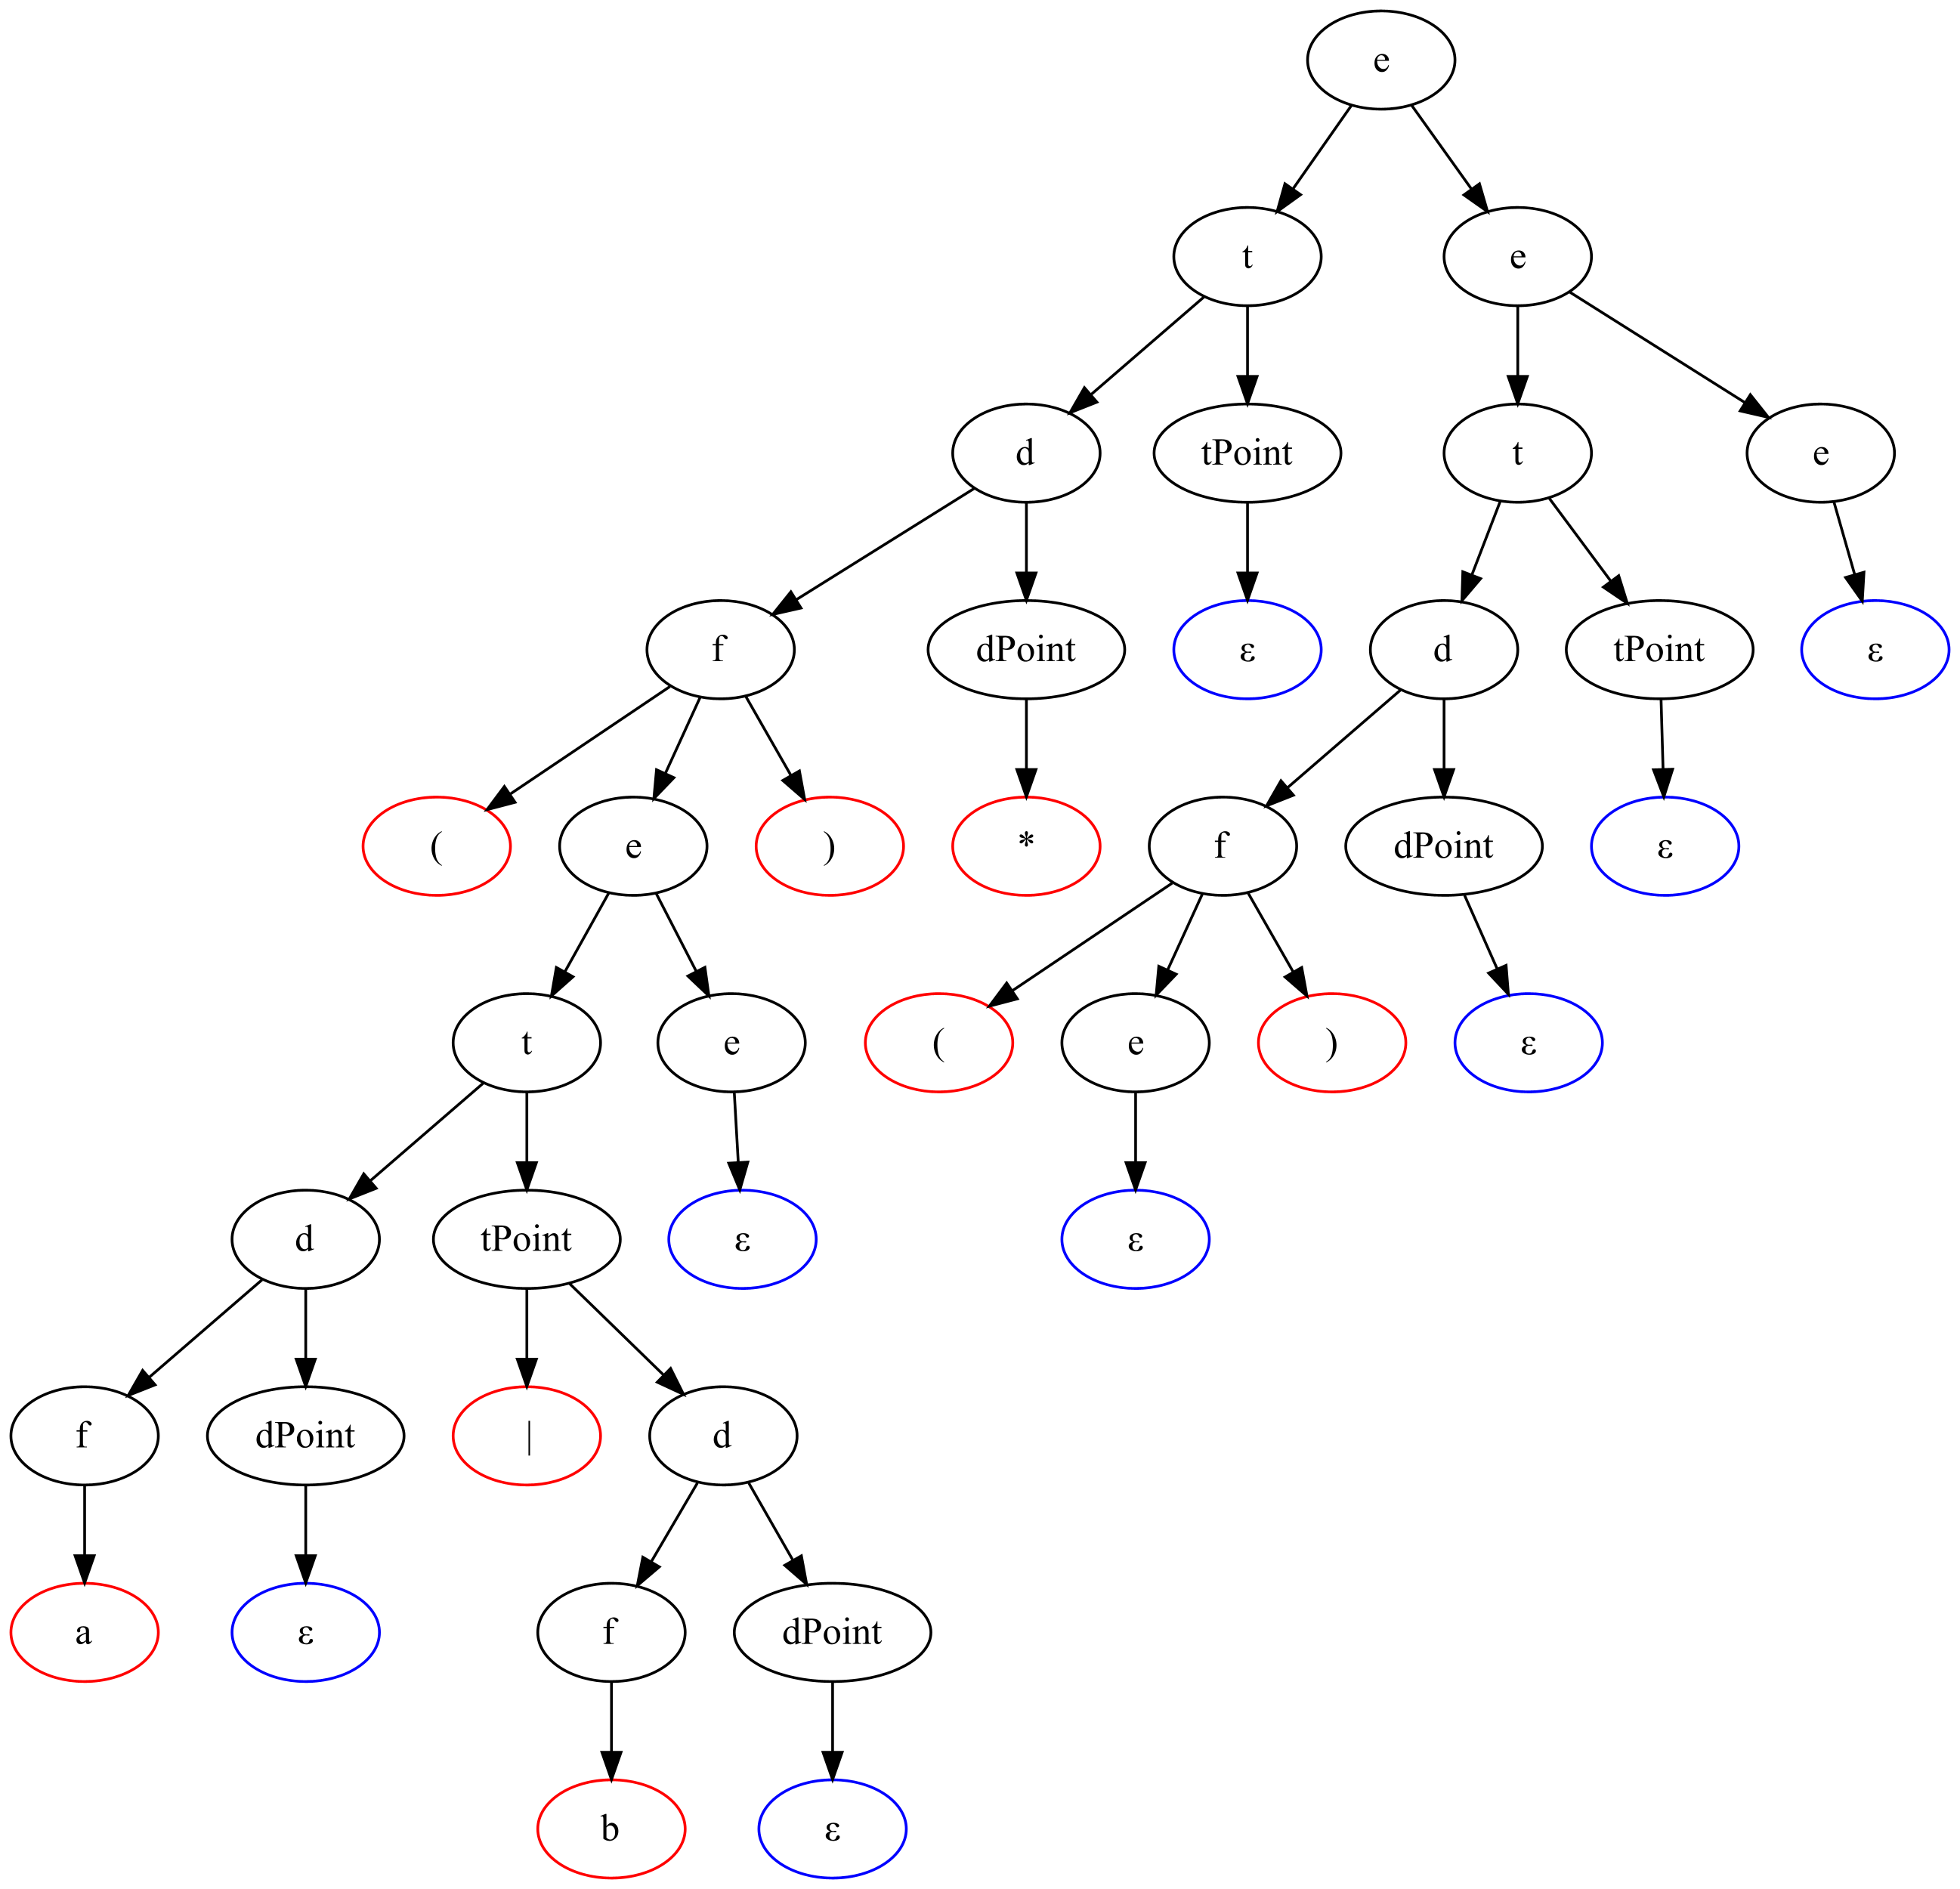 e
t e
d tPoint t e
f dPoint ε d tPoint ε
( e ) * f dPoint ε
t e ( e ) ε
d tPoint ε ε
f dPoint | d
a ε f dPoint
b ε